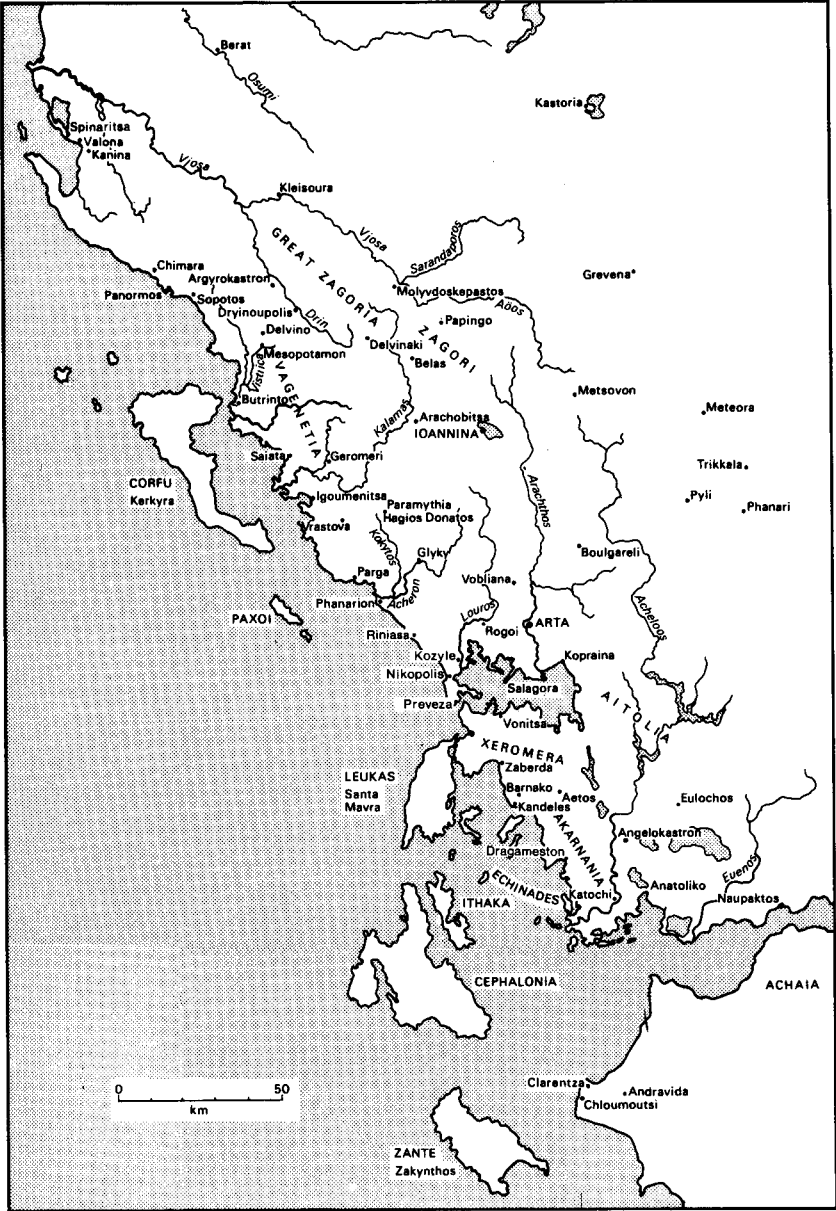 Berat
Osumi
Kastoria
Spinaritsa
Valona
Kanina
Vjosa
Kleisoura
Vjosa
Sarandaporos
GREAT ZAGORIA
Chimara
Argyrokastron
Grevena
Panormos
Sopotos
Molyvdoskepastos
Aöos
Dryinoupolis
Drin
Papingo
Delvino
Delvinaki
ZAGORI
Mesopotamon
Belas
Vistrica
VAGENETIA
Metsovon
Butrinton
Meteora
Kalamas
Arachobitsa
IOANNINA
Saiata
Geromeri
Trikkala
CORFU
Kerkyra
Igoumenitsa
Pyli
Paramythia
Hagios Donatos
Phanari
Arachthos
Vrastova
Kokytos
Glyky
Boulgareli
Parga
Vobliana
Phanarion
Acheron
Acheloos
PAXOI
Louros
Riniasa
Rogoi
ARTA
Kozyle
Kopraina
Nikopolis
Salagora
Preveza
AITOLIA
Vonitsa
XEROMERA
Zaberda
LEUKAS
Santa
Mavra
Barnako
Aetos
Eulochos
Kandeles
AKARNANIA
Angelokastron
Dragameston
Euenos
ECHINADES
Anatoliko
ITHAKA
Katochi
Naupaktos
CEPHALONIA
ACHAIA
0 50
km
Clarentza
Andravida
Chloumoutsi
ZANTE
Zakynthos